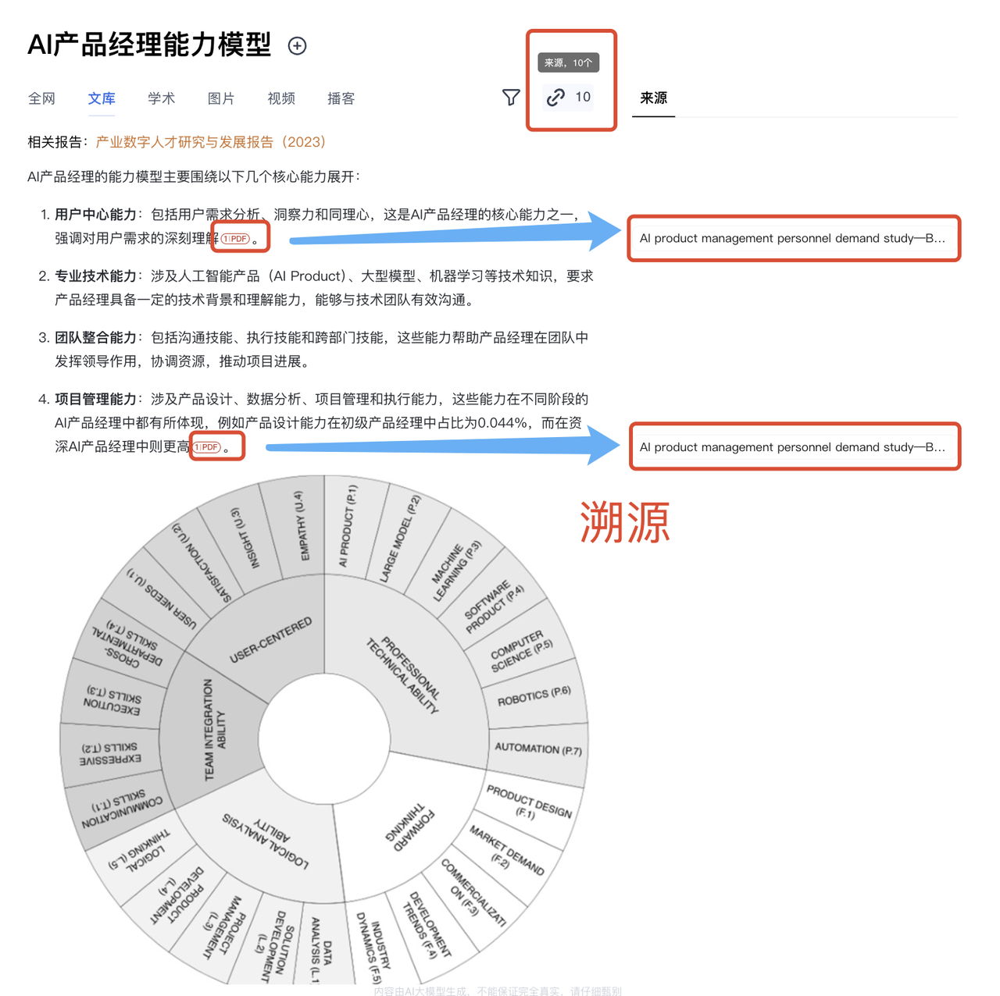 AI产品经理能力模型
来源，10个
全网 文库 学术 图片 视频 播客
10
来源
相关报告：产业数字人才研究与发展报告（2023）
AI产品经理的能力模型主要围绕以下几个核心能力展开：
1. 用户中心能力：包括用户需求分析、洞察力和同理心，这是AI产品经理的核心能力之一，
强调对用户需求的深刻理解 1|PDF 。
AI product management personnel demand study—B...
2. 专业技术能力：涉及人工智能产品（AI Product）、大型模型、机器学习等技术知识，要求
产品经理具备一定的技术背景和理解能力，能够与技术团队有效沟通。
3. 团队整合能力：包括沟通技能、执行技能和跨部门技能，这些能力帮助产品经理在团队中
发挥领导作用，协调资源，推动项目进展。
4. 项目管理能力：涉及产品设计、数据分析、项目管理和执行能力，这些能力在不同阶段的
AI产品经理中都有所体现，例如产品设计能力在初级产品经理中占比为0.044%，而在资
深AI产品经理中则更高 1|PDF 。
AI product management personnel demand study—B...
溯源
USER-CENTERED
USER NEEDS (U.1)
SATISFACTION (U.2)
INSIGHT (U.3)
EMPATHY (U.4)
PROFESSIONAL
TECHNICAL ABILITY
AI PRODUCT (P.1)
LARGE MODEL (P.2)
MACHINE
LEARNING (P.3)
SOFTWARE
PRODUCT (P.4)
COMPUTER
SCIENCE (P.5)
ROBOTICS (P.6)
AUTOMATION (P.7)
FORWARD
THINKING
PRODUCT DESIGN
(F.1)
MARKET DEMAND
(F.2)
COMMERCIALIZATI
ON (F.3)
DEVELOPMENT
TRENDS (F.4)
INDUSTRY
DYNAMICS (F.5)
LOGICAL ANALYSIS
ABILITY
DATA
ANALYSIS (L.1
SOLUTION
DEVELOPMENT
(L.2)
PROJECT
MANAGEMENT
(L.3)
PRODUCT
DEVELOPMENT
(L.4)
LOGICAL
THINKING (L.5)
TEAM INTEGRATION
ABILITY
COMMUNICATION
SKILLS (T.1)
EXPRESSIVE
SKILLS (T.2)
EXECUTION
SKILLS (T.3)
CROSS-
DEPARTMENTAL
SKILLS (T.4)
内容由AI大模型生成，不能保证完全真实，请仔细甄别